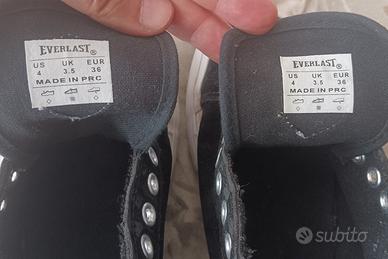 EVERLAST®
US UK EUR
4 3.5 36
MADE IN PRC
EVERLAST®
US UK EUR
4 3.5 36
MADE IN PRC
subito